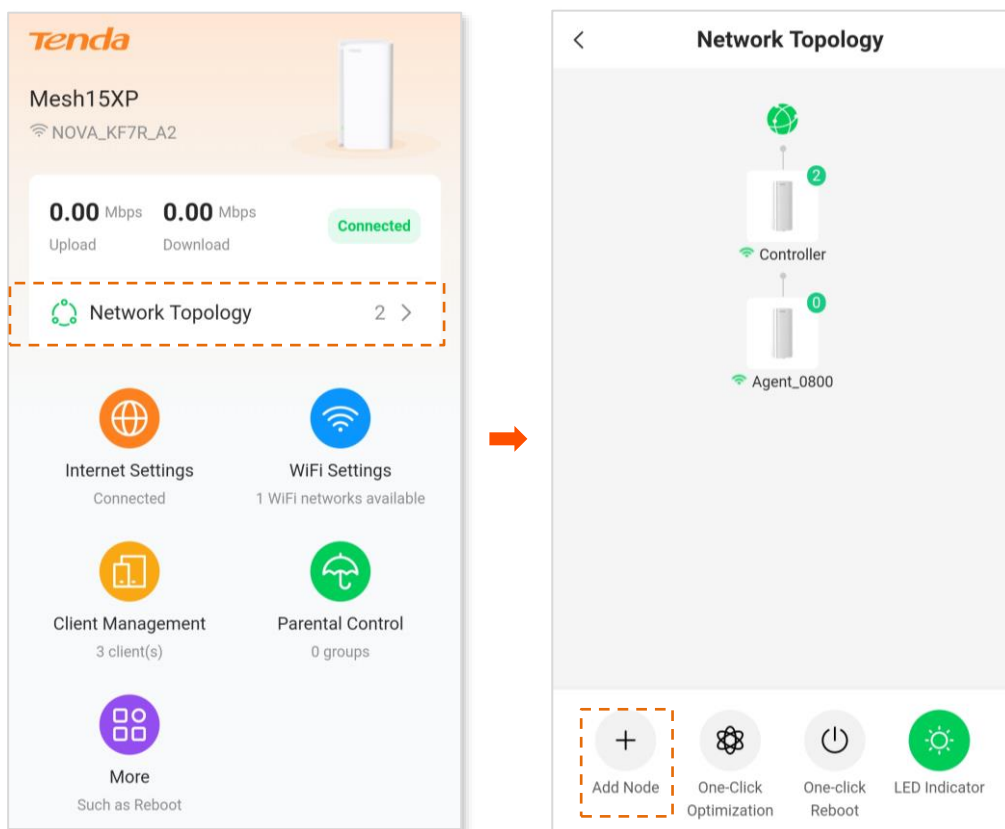 Tenda
Mesh15XP
NOVA_KF7R_A2
0.00 Mbps 0.00 Mbps
Upload Download
Connected
Network Topology 2 >
Internet Settings
Connected
WiFi Settings
1 WiFi networks available
Client Management
3 client(s)
Parental Control
0 groups
More
Such as Reboot
< Network Topology
2
Controller
0
Agent_0800
Add Node
One-Click
Optimization
One-click
Reboot
LED Indicator